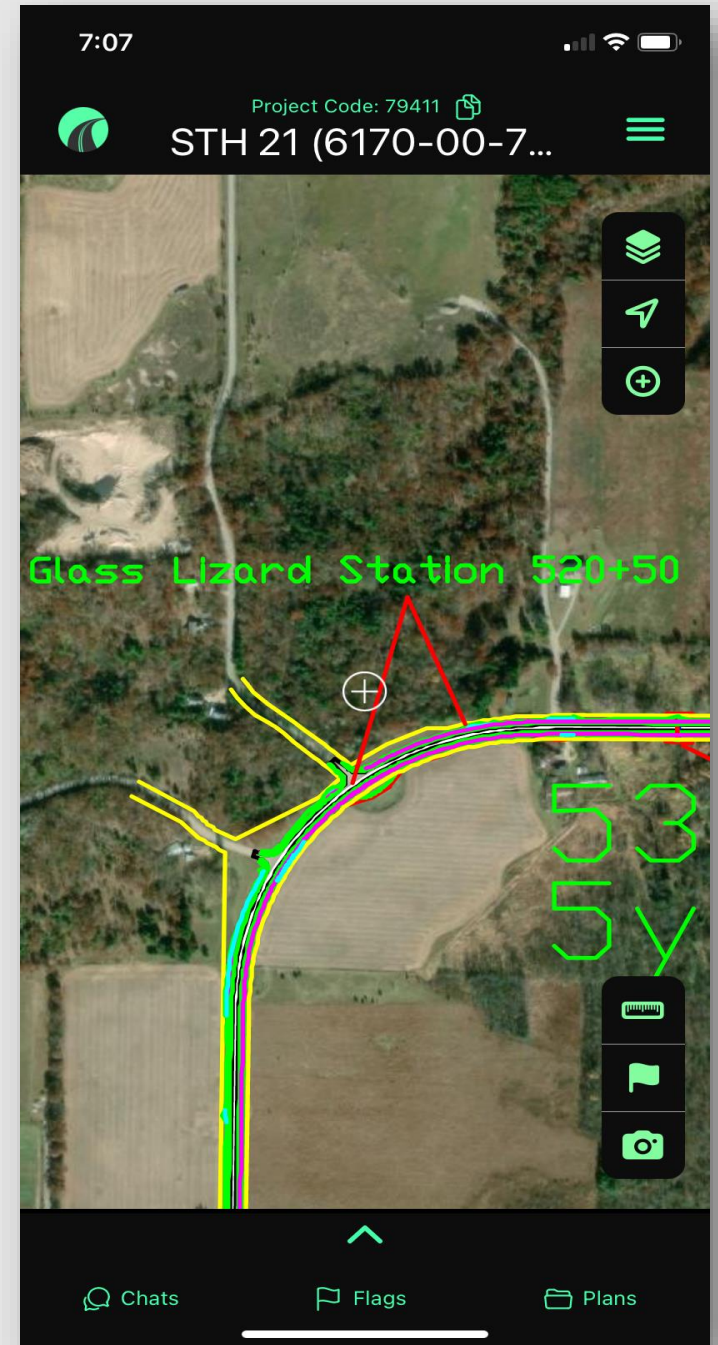 7:07
Project Code: 79411
STH 21 (6170-00-7...
Glass Lizard Station 520+50
53
5y
Chats
Flags
Plans